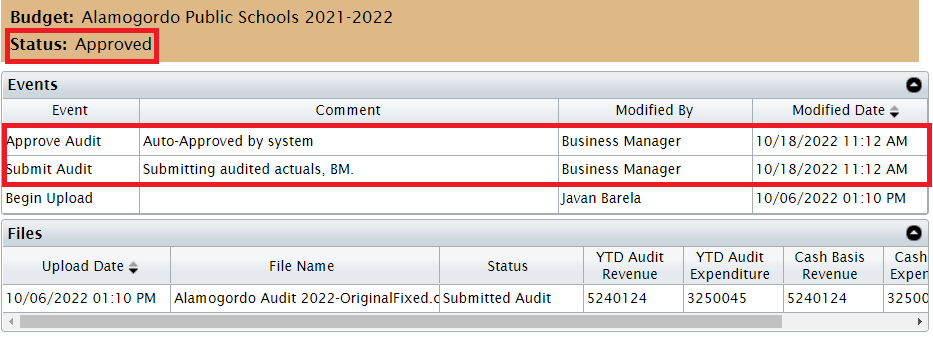 Budget: Alamogordo Public Schools 2021-2022
Status: Approved
Events
Event Comment Modified By Modified Date
Approve Audit Auto-Approved by system Business Manager 10/18/2022 11:12 AM
Submit Audit Submitting audited actuals, BM. Business Manager 10/18/2022 11:12 AM
Begin Upload Javan Barela 10/06/2022 01:10 PM
Files
Upload Date File Name Status YTD Audit Revenue YTD Audit Expenditure Cash Basis Revenue Cash Expen
10/06/2022 01:10 PM Alamogordo Audit 2022-OriginalFixed.c Submitted Audit 5240124 3250045 5240124 32500